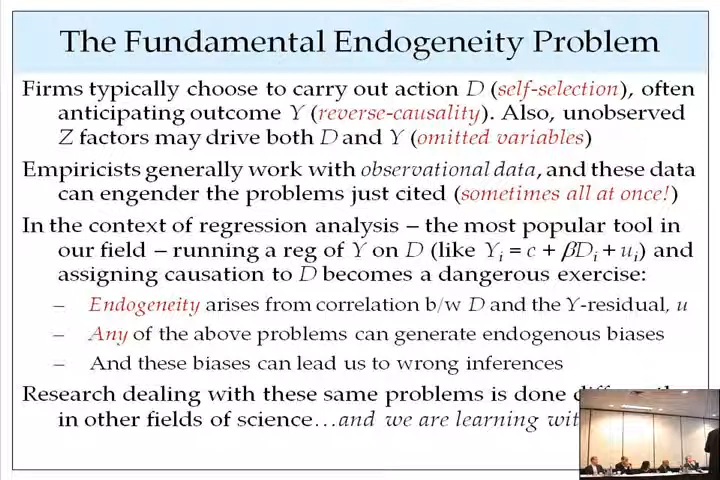 The Fundamental Endogeneity Problem
Firms typically choose to carry out action D (self-selection), often
anticipating outcome Y (reverse-causality). Also, unobserved
Z factors may drive both D and Y (omitted variables)
Empiricists generally work with observational data, and these data
can engender the problems just cited (sometimes all at once!)
In the context of regression analysis – the most popular tool in
our field – running a reg of Y on D (like Yi = c + βDi + ui) and
assigning causation to D becomes a dangerous exercise:
– Endogeneity arises from correlation b/w D and the Y-residual, u
– Any of the above problems can generate endogenous biases
– And these biases can lead us to wrong inferences
Research dealing with these same problems is done
in other fields of science…and we are learning